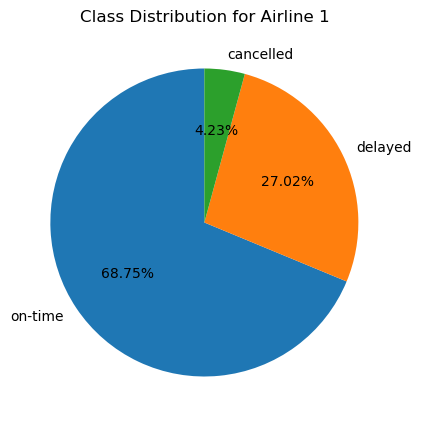 Class Distribution for Airline 1
cancelled
4.23%
delayed
27.02%
68.75%
on-time